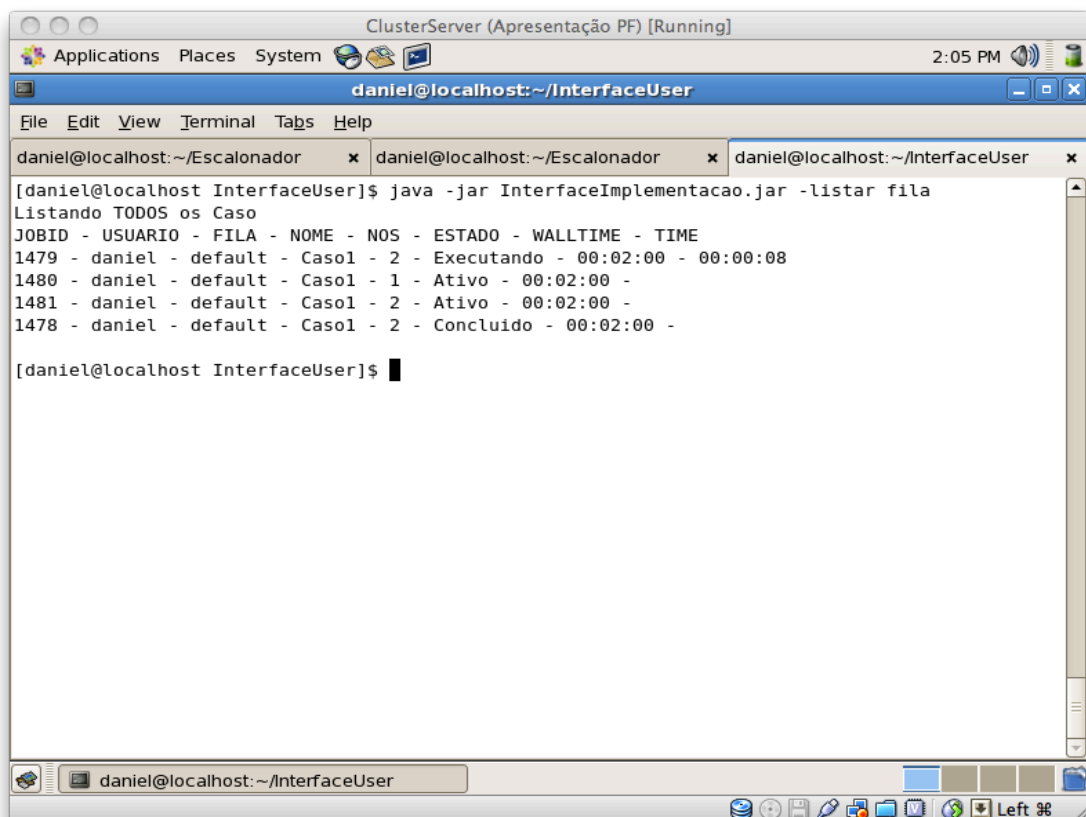 ClusterServer (Apresentação PF) [Running]
Applications Places System 2:05 PM
daniel@localhost:~/InterfaceUser
File Edit View Terminal Tabs Help
daniel@localhost:~/Escalonador daniel@localhost:~/Escalonador daniel@localhost:~/InterfaceUser
[daniel@localhost InterfaceUser]$ java -jar InterfaceImplementacao.jar -listar fila
Listando TODOS os Caso
JOBID - USUARIO - FILA - NOME - NOS - ESTADO - WALLTIME - TIME
1479 - daniel - default - Caso1 - 2 - Executando - 00:02:00 - 00:00:08
1480 - daniel - default - Caso1 - 1 - Ativo - 00:02:00 -
1481 - daniel - default - Caso1 - 2 - Ativo - 00:02:00 -
1478 - daniel - default - Caso1 - 2 - Concluido - 00:02:00 -
[daniel@localhost InterfaceUser]$
daniel@localhost:~/InterfaceUser
Left ⌘